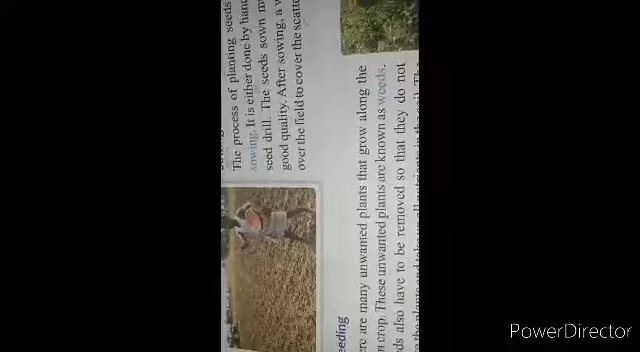 The process of planting seeds
sowing. It is either done by hand
seed drill. The seeds sown
good quality. After sowing, a
over the field to cover the
eeding
ere are many unwanted plants that grow along the
n crop. These unwanted plants are known as weeds.
ds also have to be removed so that they do not
PowerDirector